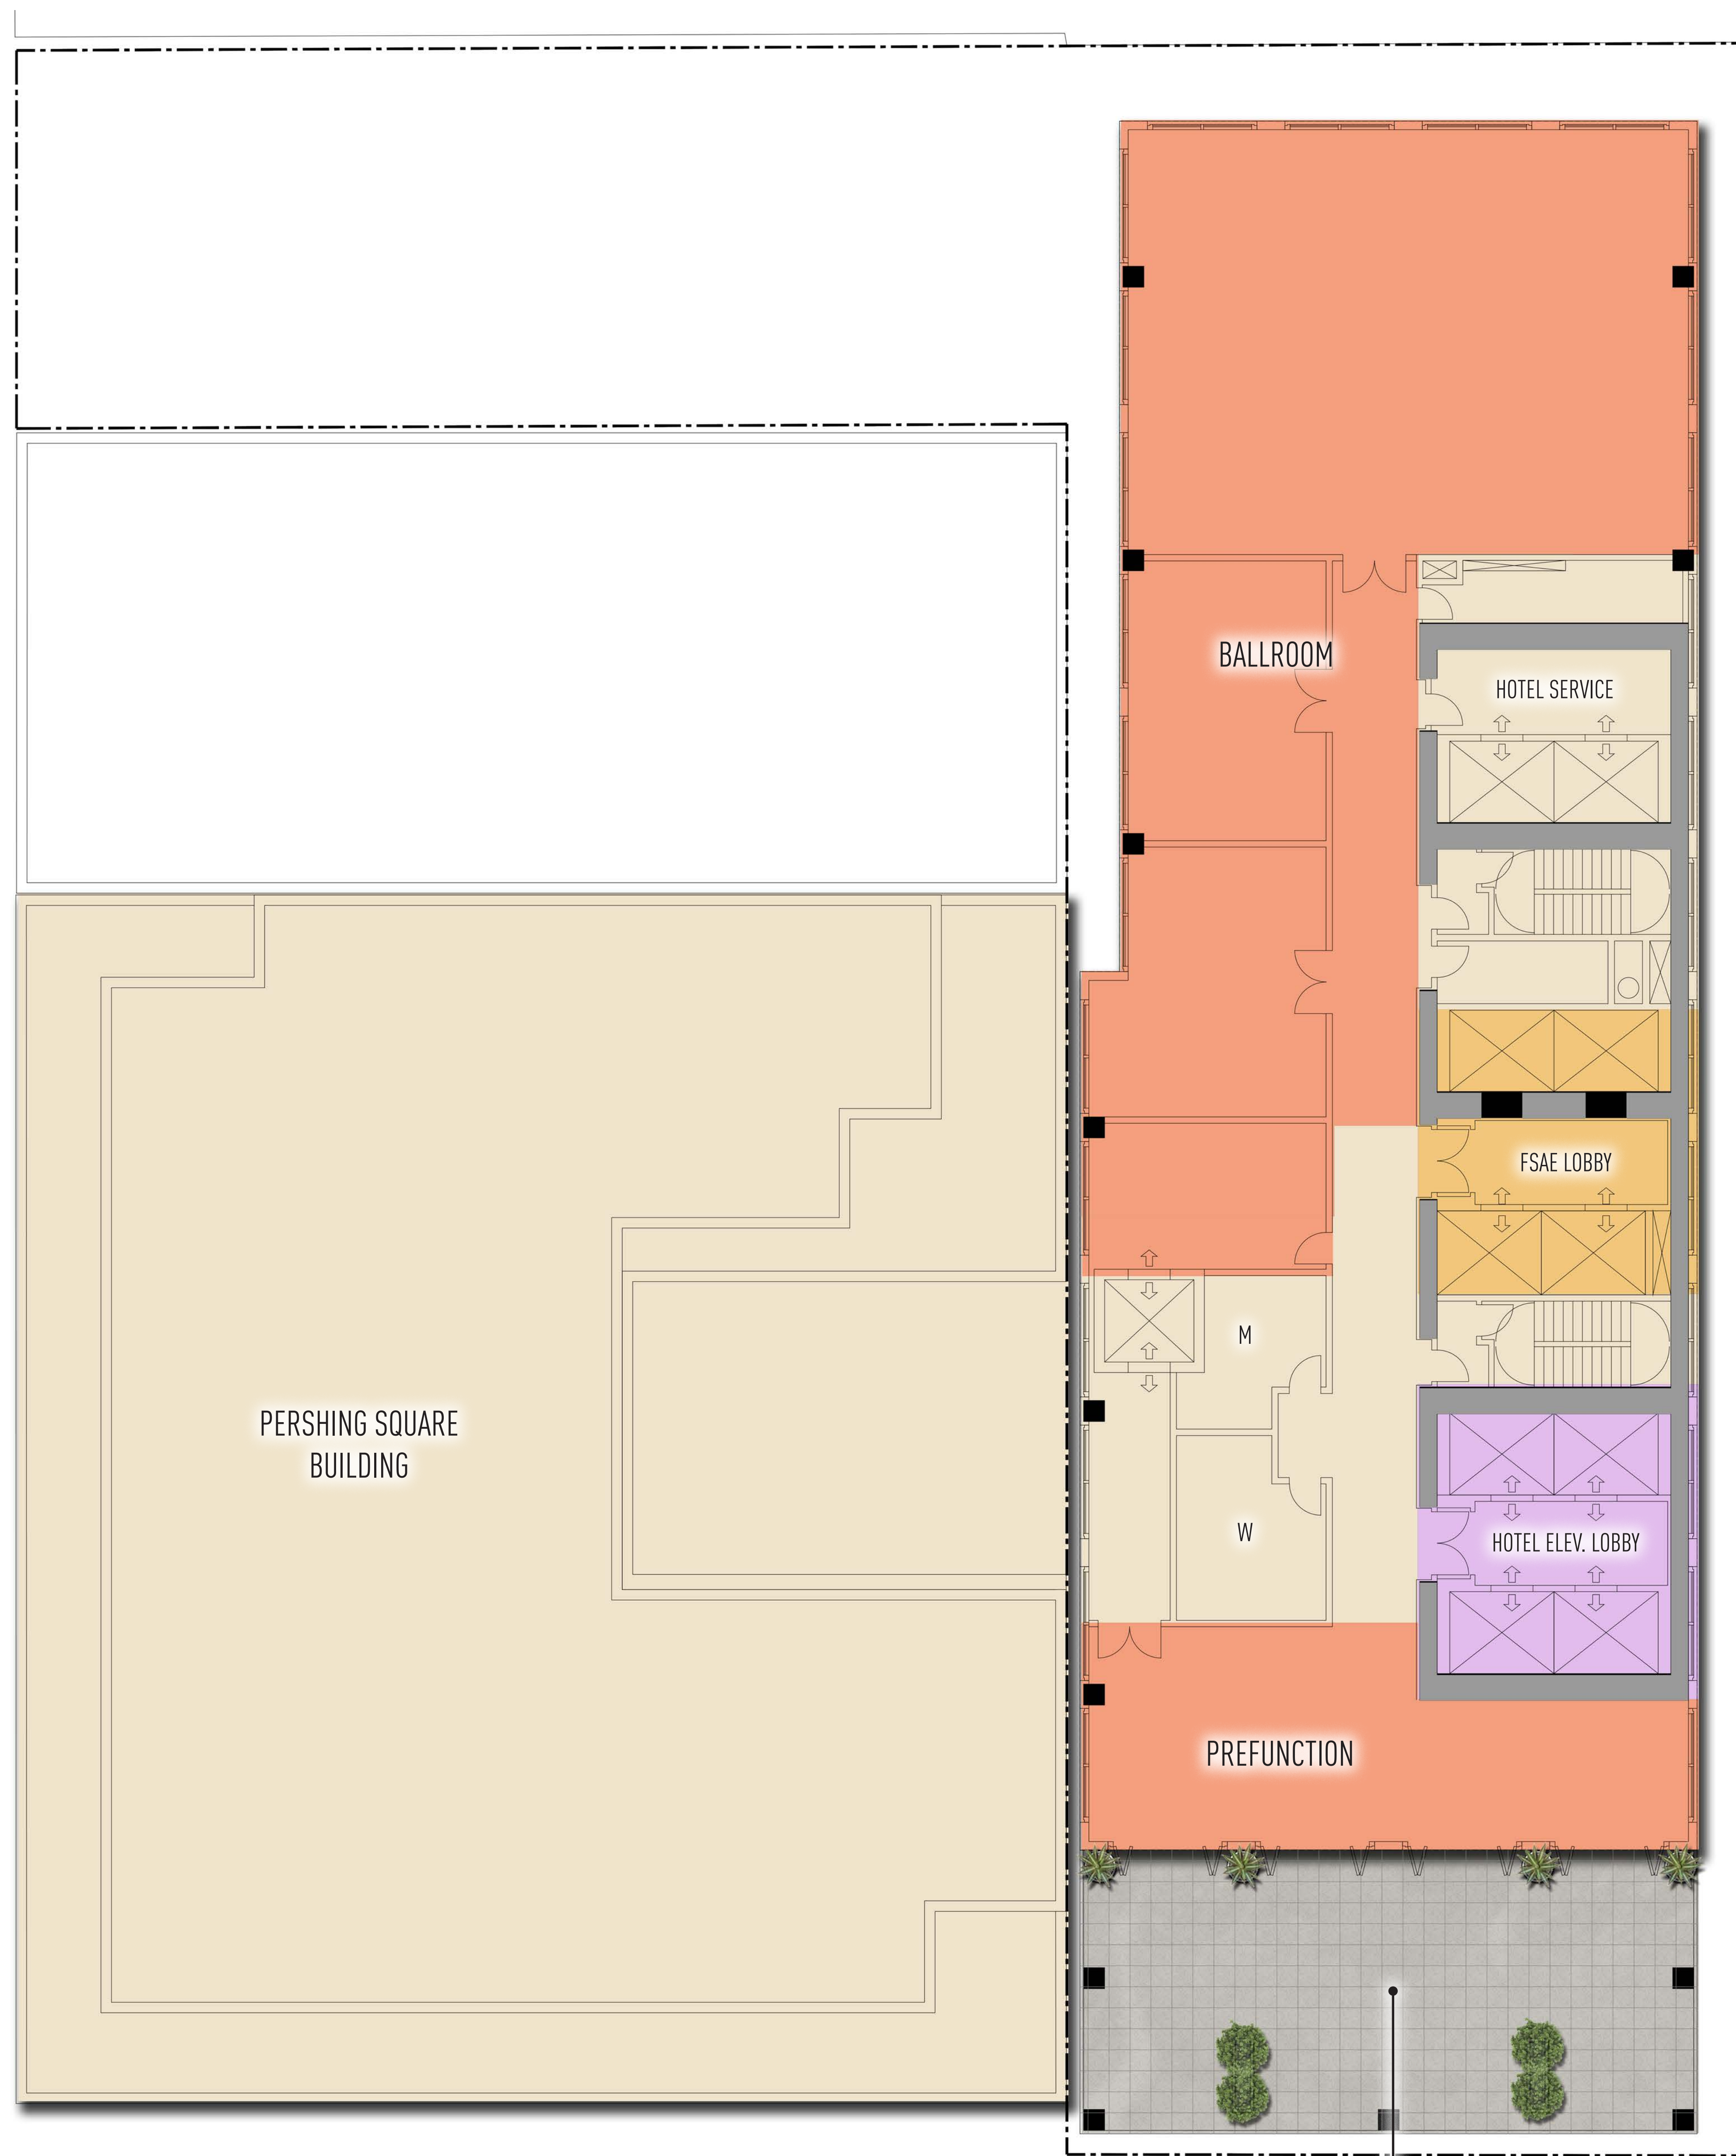 BALLROOM
HOTEL SERVICE
FSAE LOBBY
M
PERSHING SQUARE
BUILDING
W
HOTEL ELEV. LOBBY
PREFUNCTION